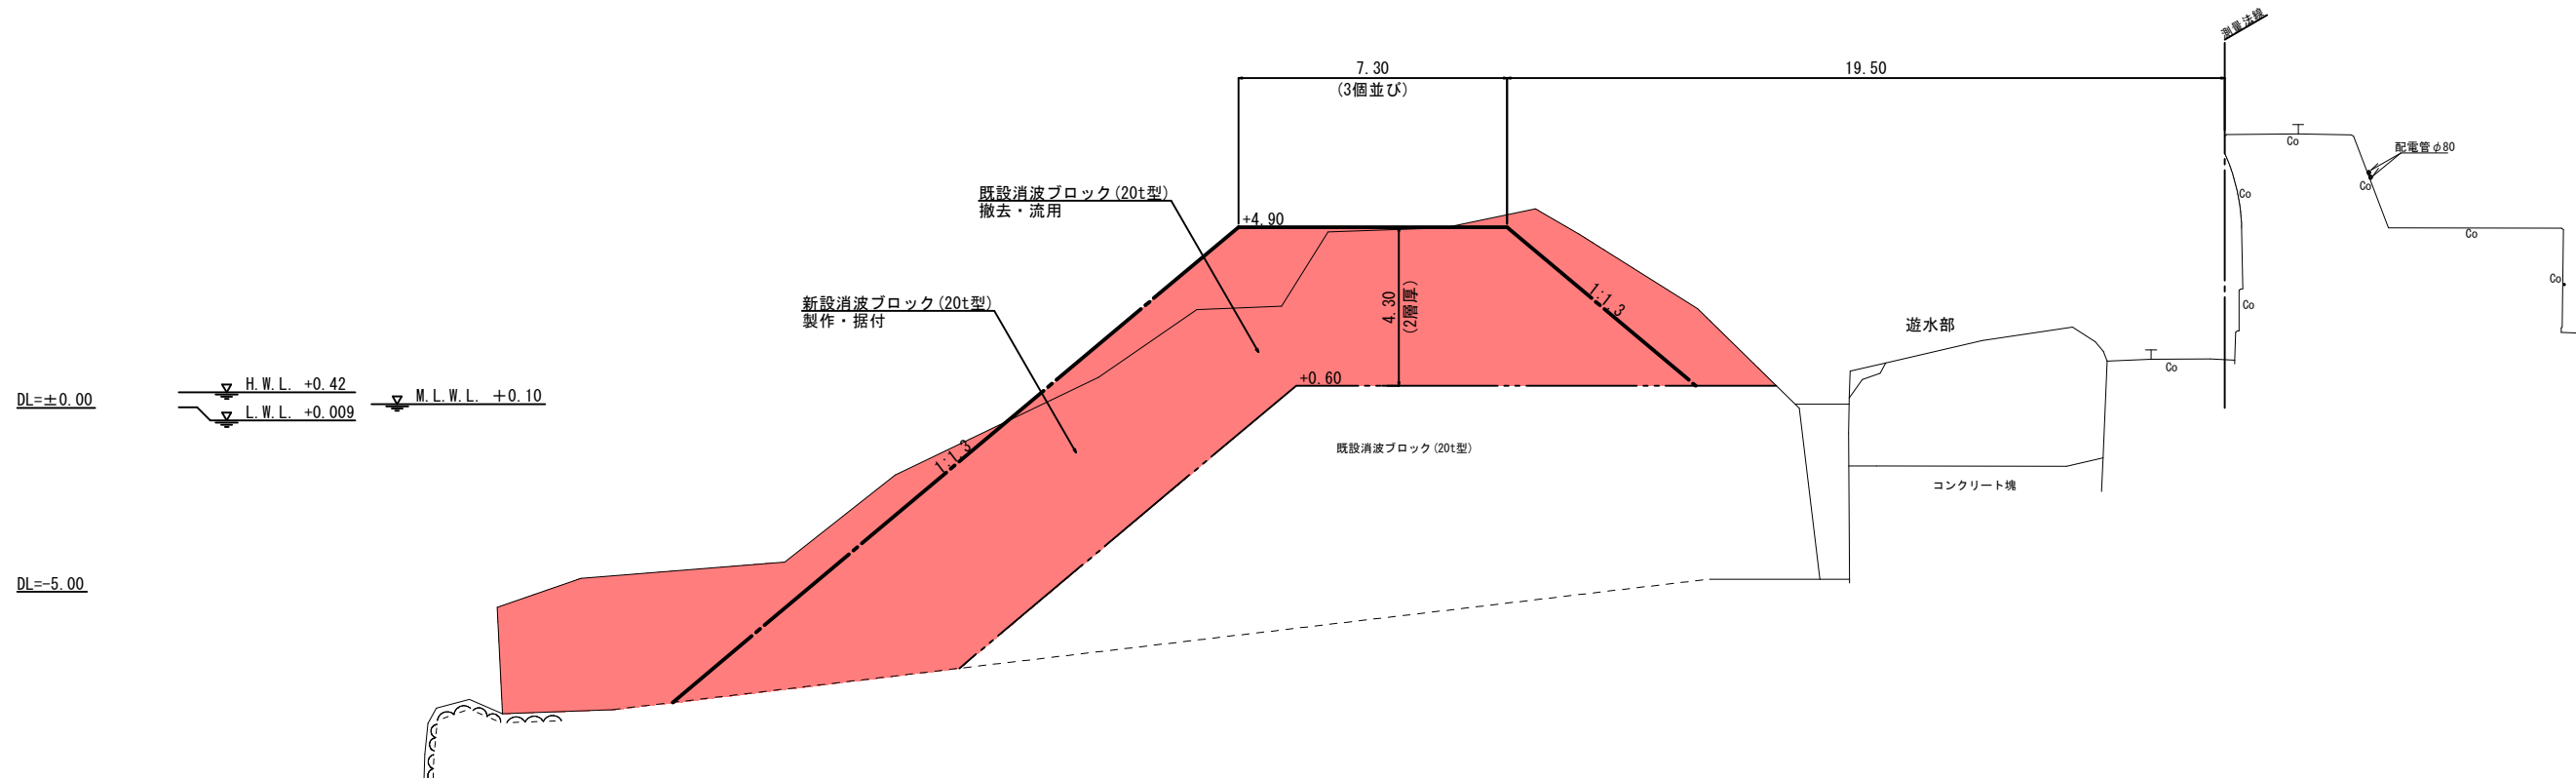 測量法線
7.30
19.50
(3個並び)
Co
配電管φ80
既設消波ブロック(20t型)
撤去・流用
Co
Co
+4.90
Co
新設消波ブロック(20t型)
製作・据付
4.30
(2層厚)
1:1.3
Co
Co
遊水部
H.W.L. +0.42
+0.60
Co
DL=±0.00
M.L.W.L. +0.10
L.W.L. +0.009
1:1.3
既設消波ブロック(20t型)
コンクリート塊
DL=-5.00